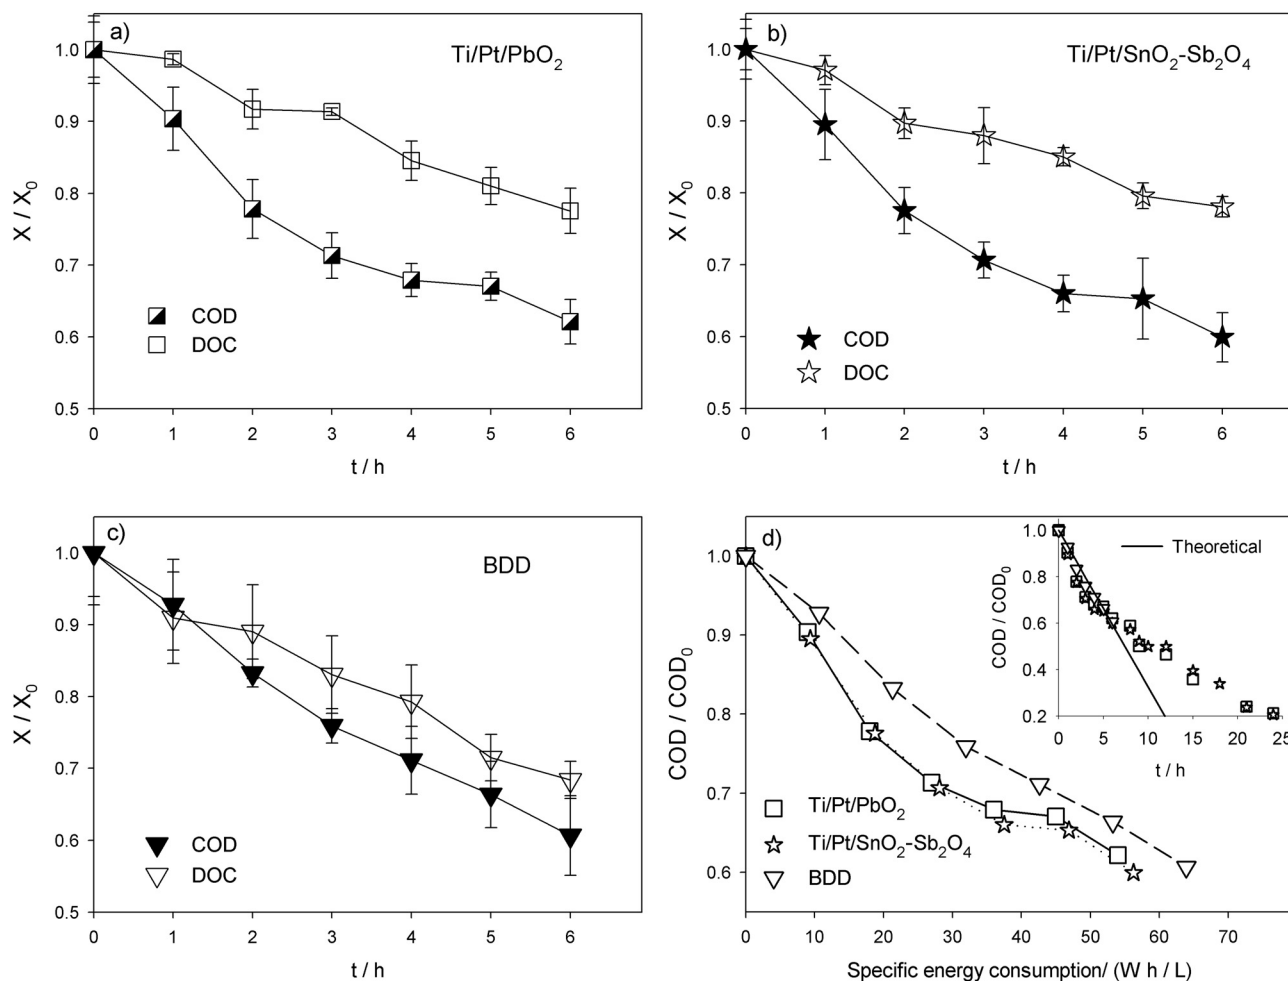 a)
Ti/Pt/PbO₂
1.0
0.9
0.8
0.7
0.6
0.5
X / X₀
COD
DOC
0 1 2 3 4 5 6
t / h
b)
Ti/Pt/SnO₂-Sb₂O₄
1.0
0.9
0.8
0.7
0.6
0.5
X / X₀
COD
DOC
0 1 2 3 4 5 6
t / h
c)
BDD
1.0
0.9
0.8
0.7
0.6
0.5
X / X₀
COD
DOC
0 1 2 3 4 5 6
t / h
d)
1.0
0.9
0.8
0.7
0.6
COD / COD₀
Theoretical
1.0
0.8
0.6
0.4
0.2
COD / COD₀
0 5 10 15 20 25
t / h
Ti/Pt/PbO₂
Ti/Pt/SnO₂-Sb₂O₄
BDD
0 10 20 30 40 50 60 70
Specific energy consumption/ (W h / L)